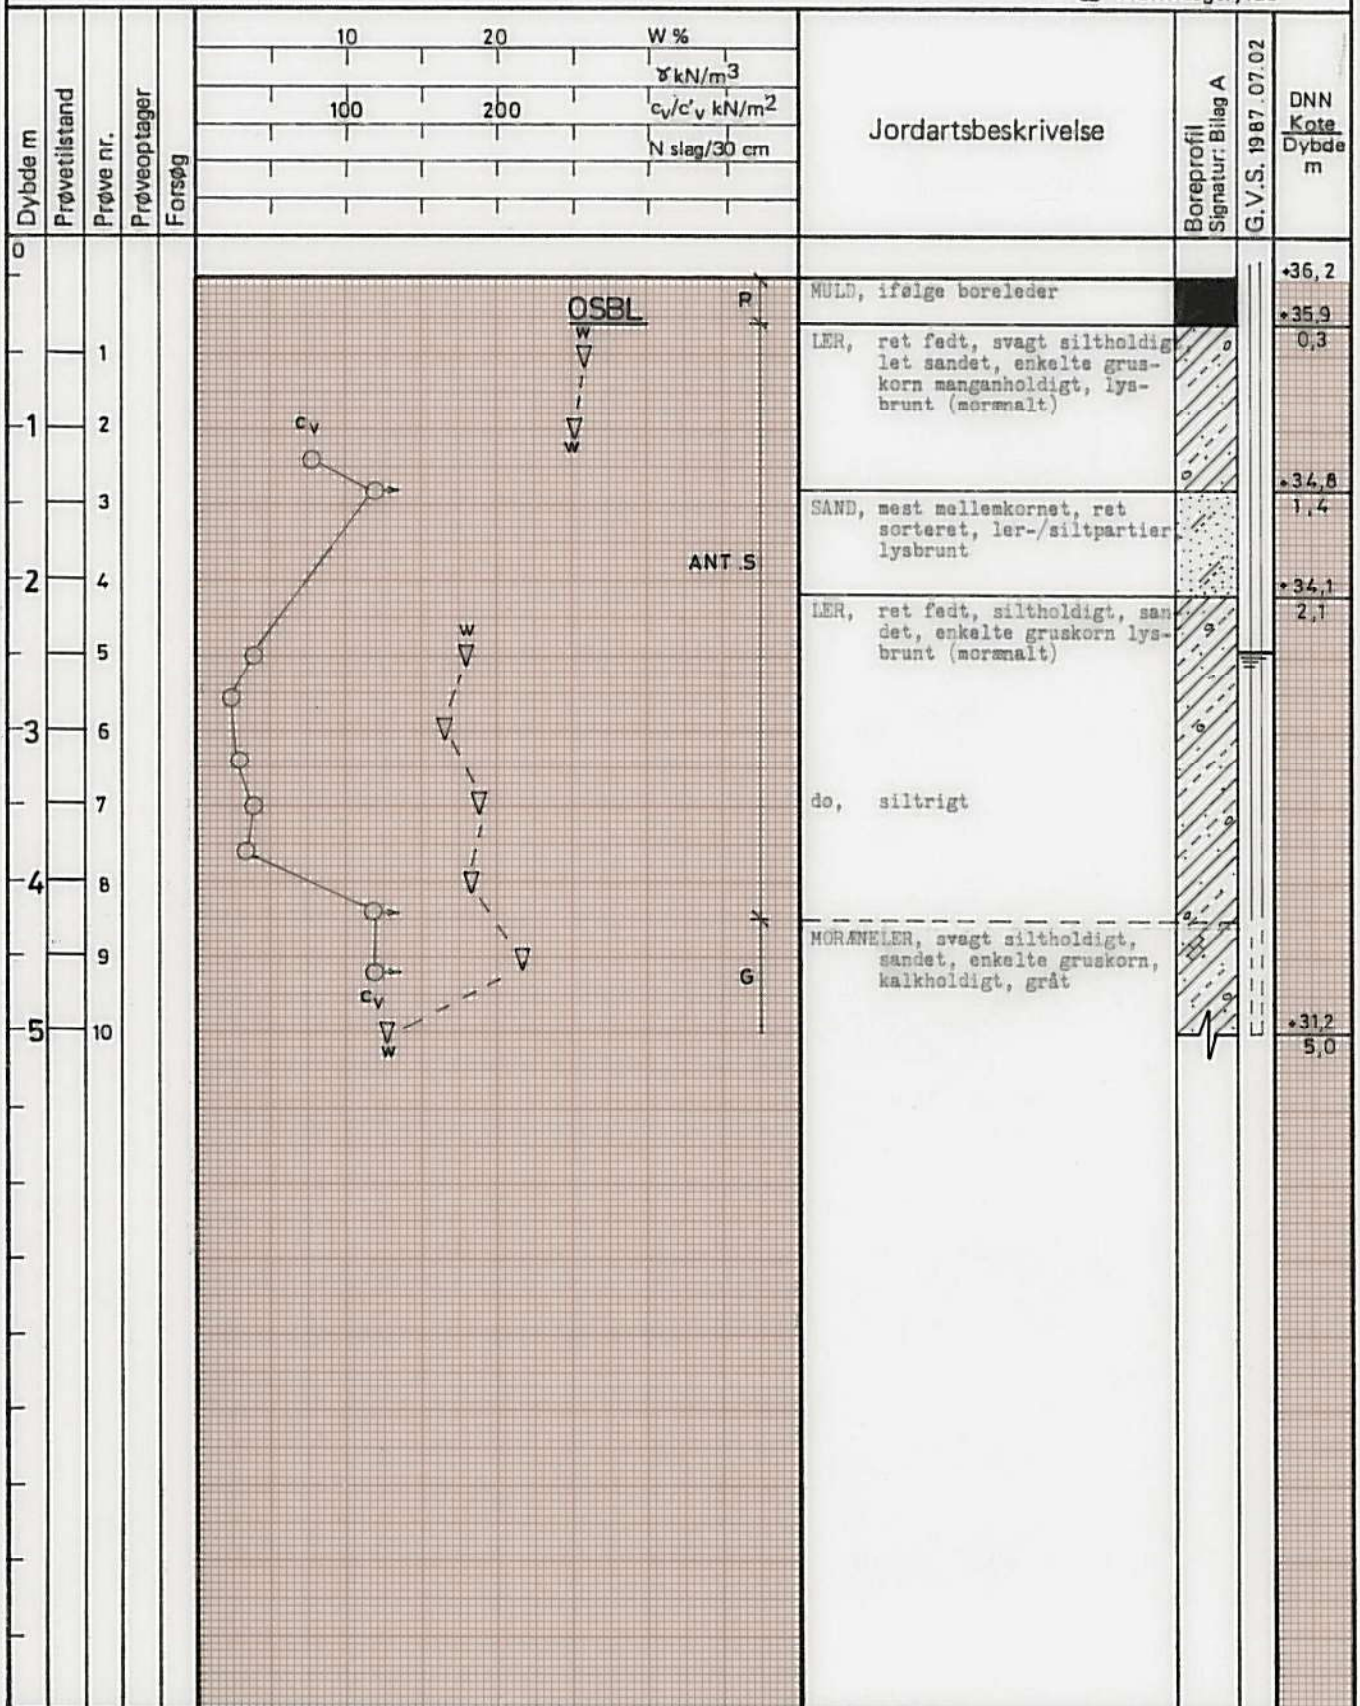 Dybde m
Prøvetilstand
Prøve nr.
Prøveoptager
Forsøg
10 20 W %
γ kN/m3
100 200 cv/c'v kN/m2
N slag/30 cm
Jordartsbeskrivelse
Boreprofil
Signatur: Bilag A
G.V.S. 1987.07.02
DNN
Kote
Dybde
m
0
+36,2
P
MULD, ifølge boreleder
OSBL
+35,9
0,3
w
1
LER, ret fedt, svagt siltholdig
let sandet, enkelte grus-
korn manganholdigt, lys-
brunt (morænalt)
1 2
cv
w
+34,8
1,4
3
SAND, mest mellemkornet, ret
sorteret, ler-/siltpartier
lysbrunt
ANT.S
2 4
+34,1
2,1
LER, ret fedt, siltholdigt, san
det, enkelte gruskorn lys-
brunt (morænalt)
w
5
3 6
7
do, siltrigt
4 8
9
MORÆNELER, svagt siltholdigt,
sandet, enkelte gruskorn,
kalkholdigt, gråt
G
cv
5 10
w
+31,2
5,0